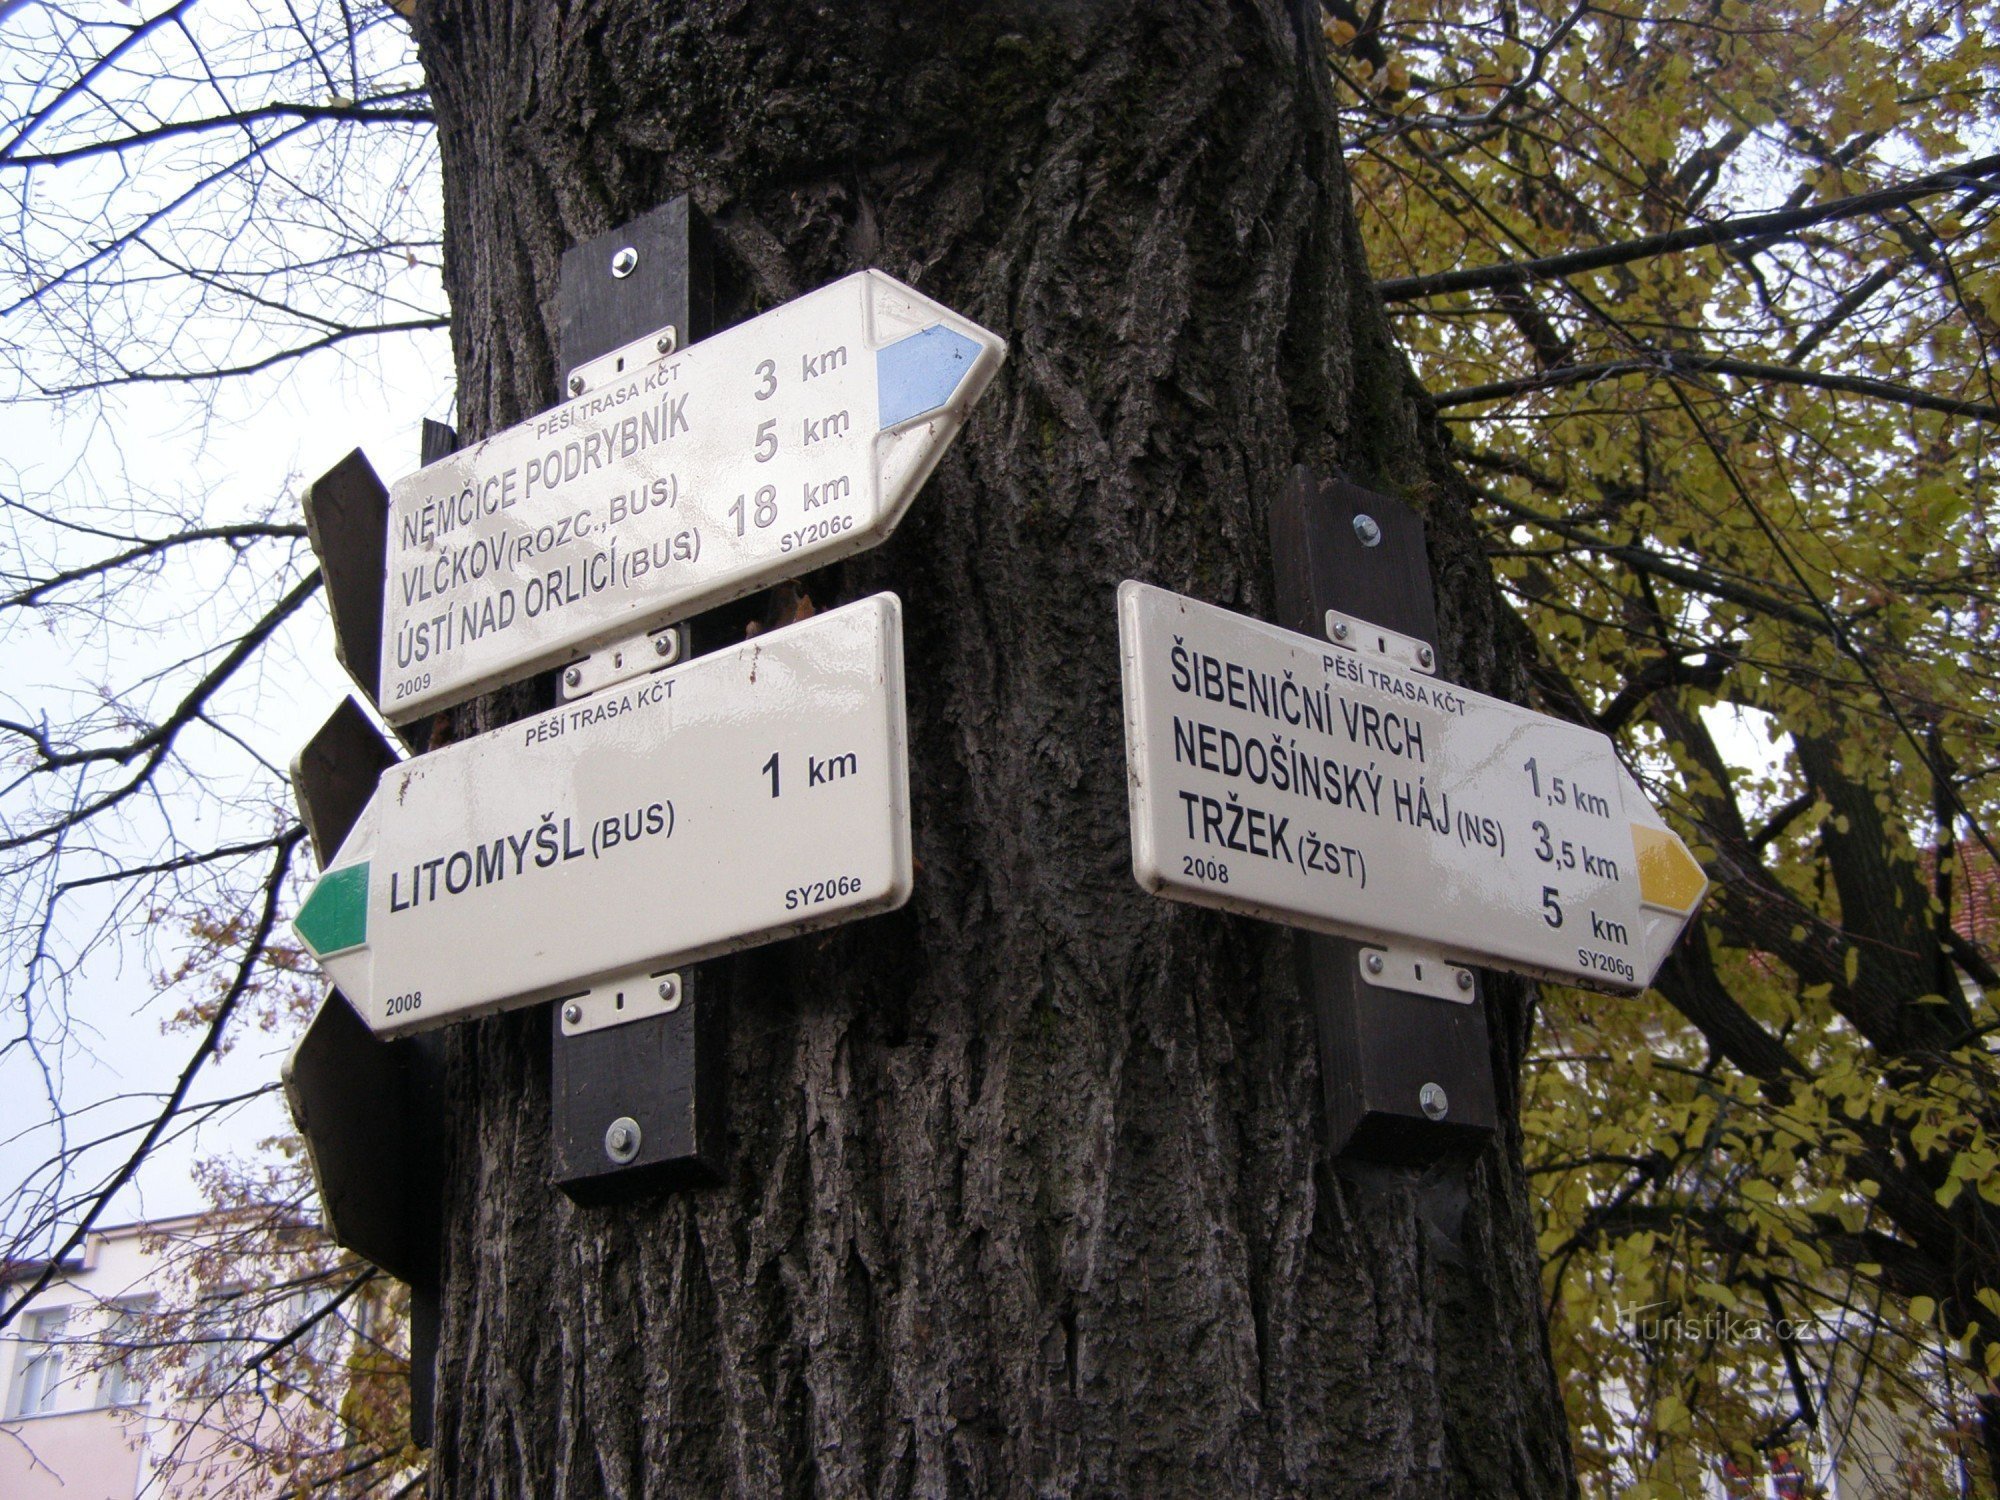 PĚŠÍ TRASA KČT
NĚMČICE PODRYBNÍK 3 km
VLČKOV (ROZC., BUS) 5 km
ÚSTÍ NAD ORLICÍ (BUS) 18 km
2009 SY206c
PĚŠÍ TRASA KČT
LITOMYŠL (BUS) 1 km
2008 SY206e
PĚŠÍ TRASA KČT
ŠIBENIČNÍ VRCH 1,5 km
NEDOŠÍNSKÝ HÁJ (NS) 3,5 km
TRŽEK (ŽST) 5 km
2008 SY206g
Turistika.cz